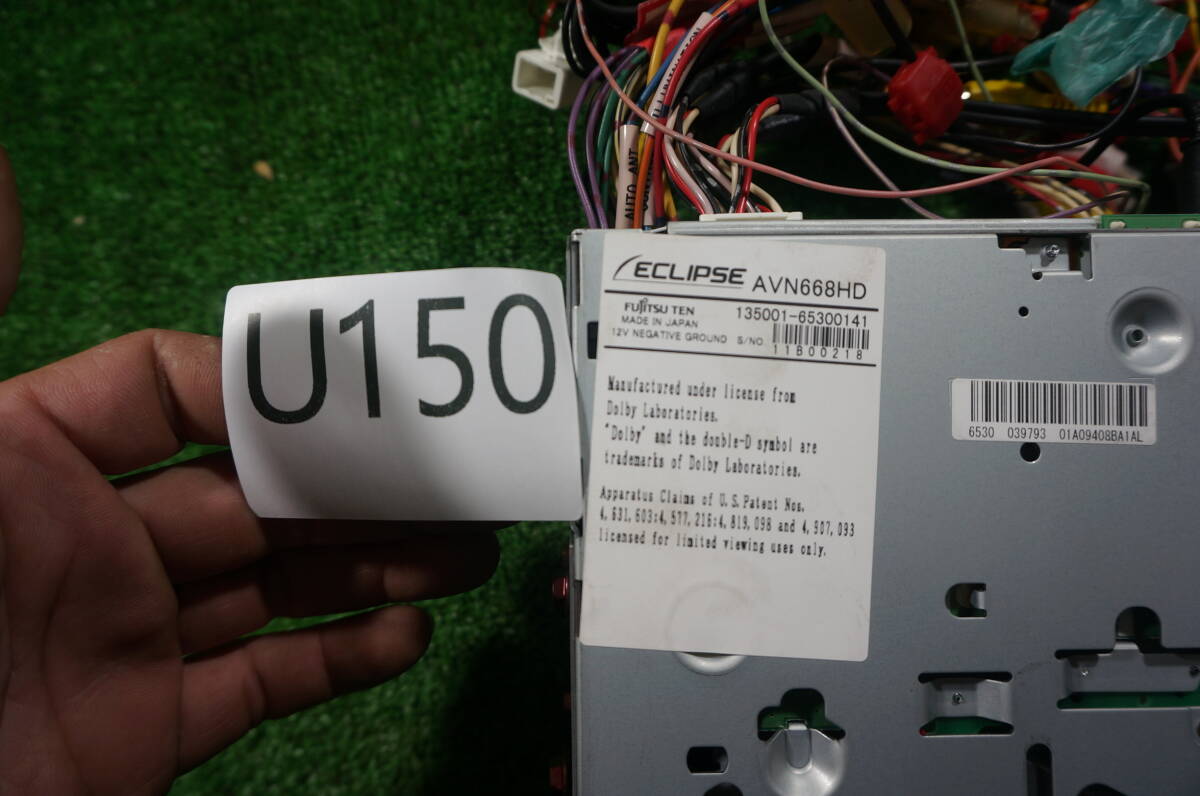 AUTO ANT
U150
ECLIPSE AVN668HD
FUJITSU TEN 135001-65300141
MADE IN JAPAN
12V NEGATIVE GROUND S/NO.
11B00218
Manufactured under license from
Dolby Laboratories.
"Dolby" and the double-D symbol are
trademarks of Dolby Laboratories.
Apparatus Claims of U.S.Patent Nos.
4,631,603:4,577,216:4,819,098 and 4,907,093
licensed for limited viewing uses only.
6530 039793 01A09408BA1AL